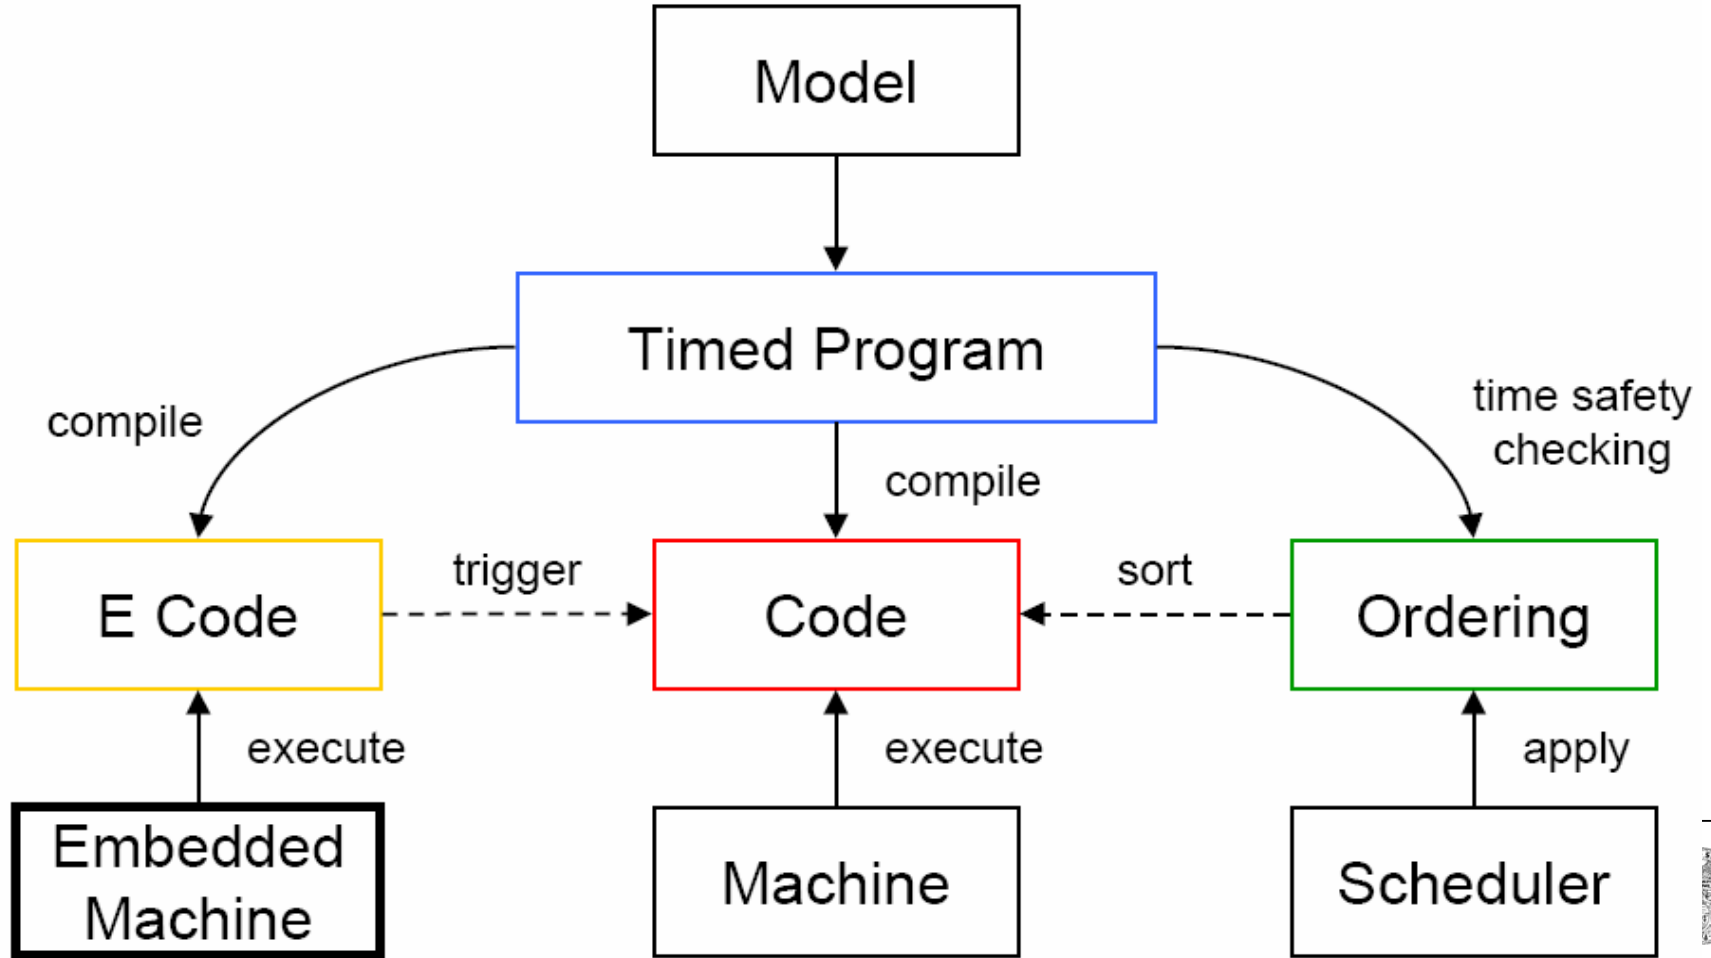 Model
Timed Program
compile
compile
time safety
checking
E Code
trigger
Code
sort
Ordering
execute
execute
apply
Embedded
Machine
Machine
Scheduler